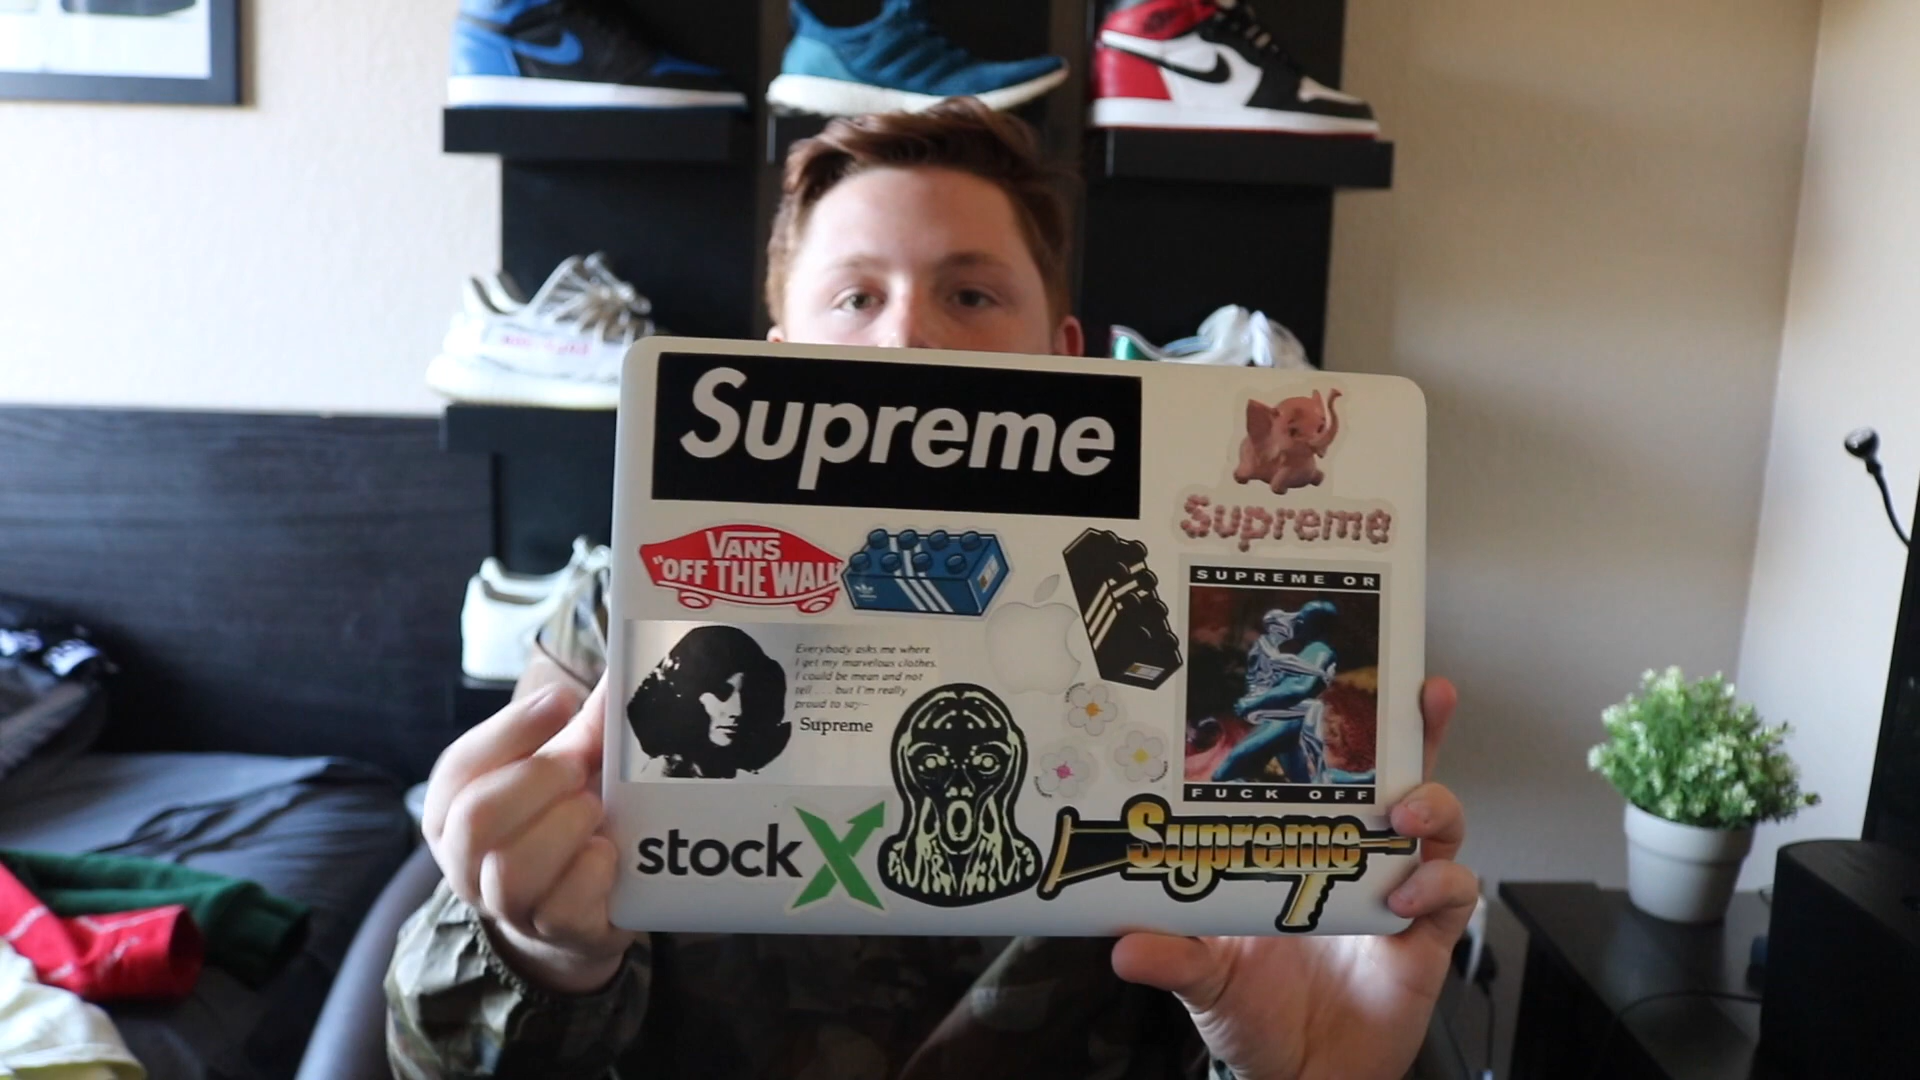 Supreme
Supreme
VANS
"OFF THE WALL
SUPREME OR
FUCK OFF
Everybody asks me where
I get my marvelous clothes.
I could be mean and not
tell . . . but I'm really
proud to say—
Supreme
stockX
Supreme